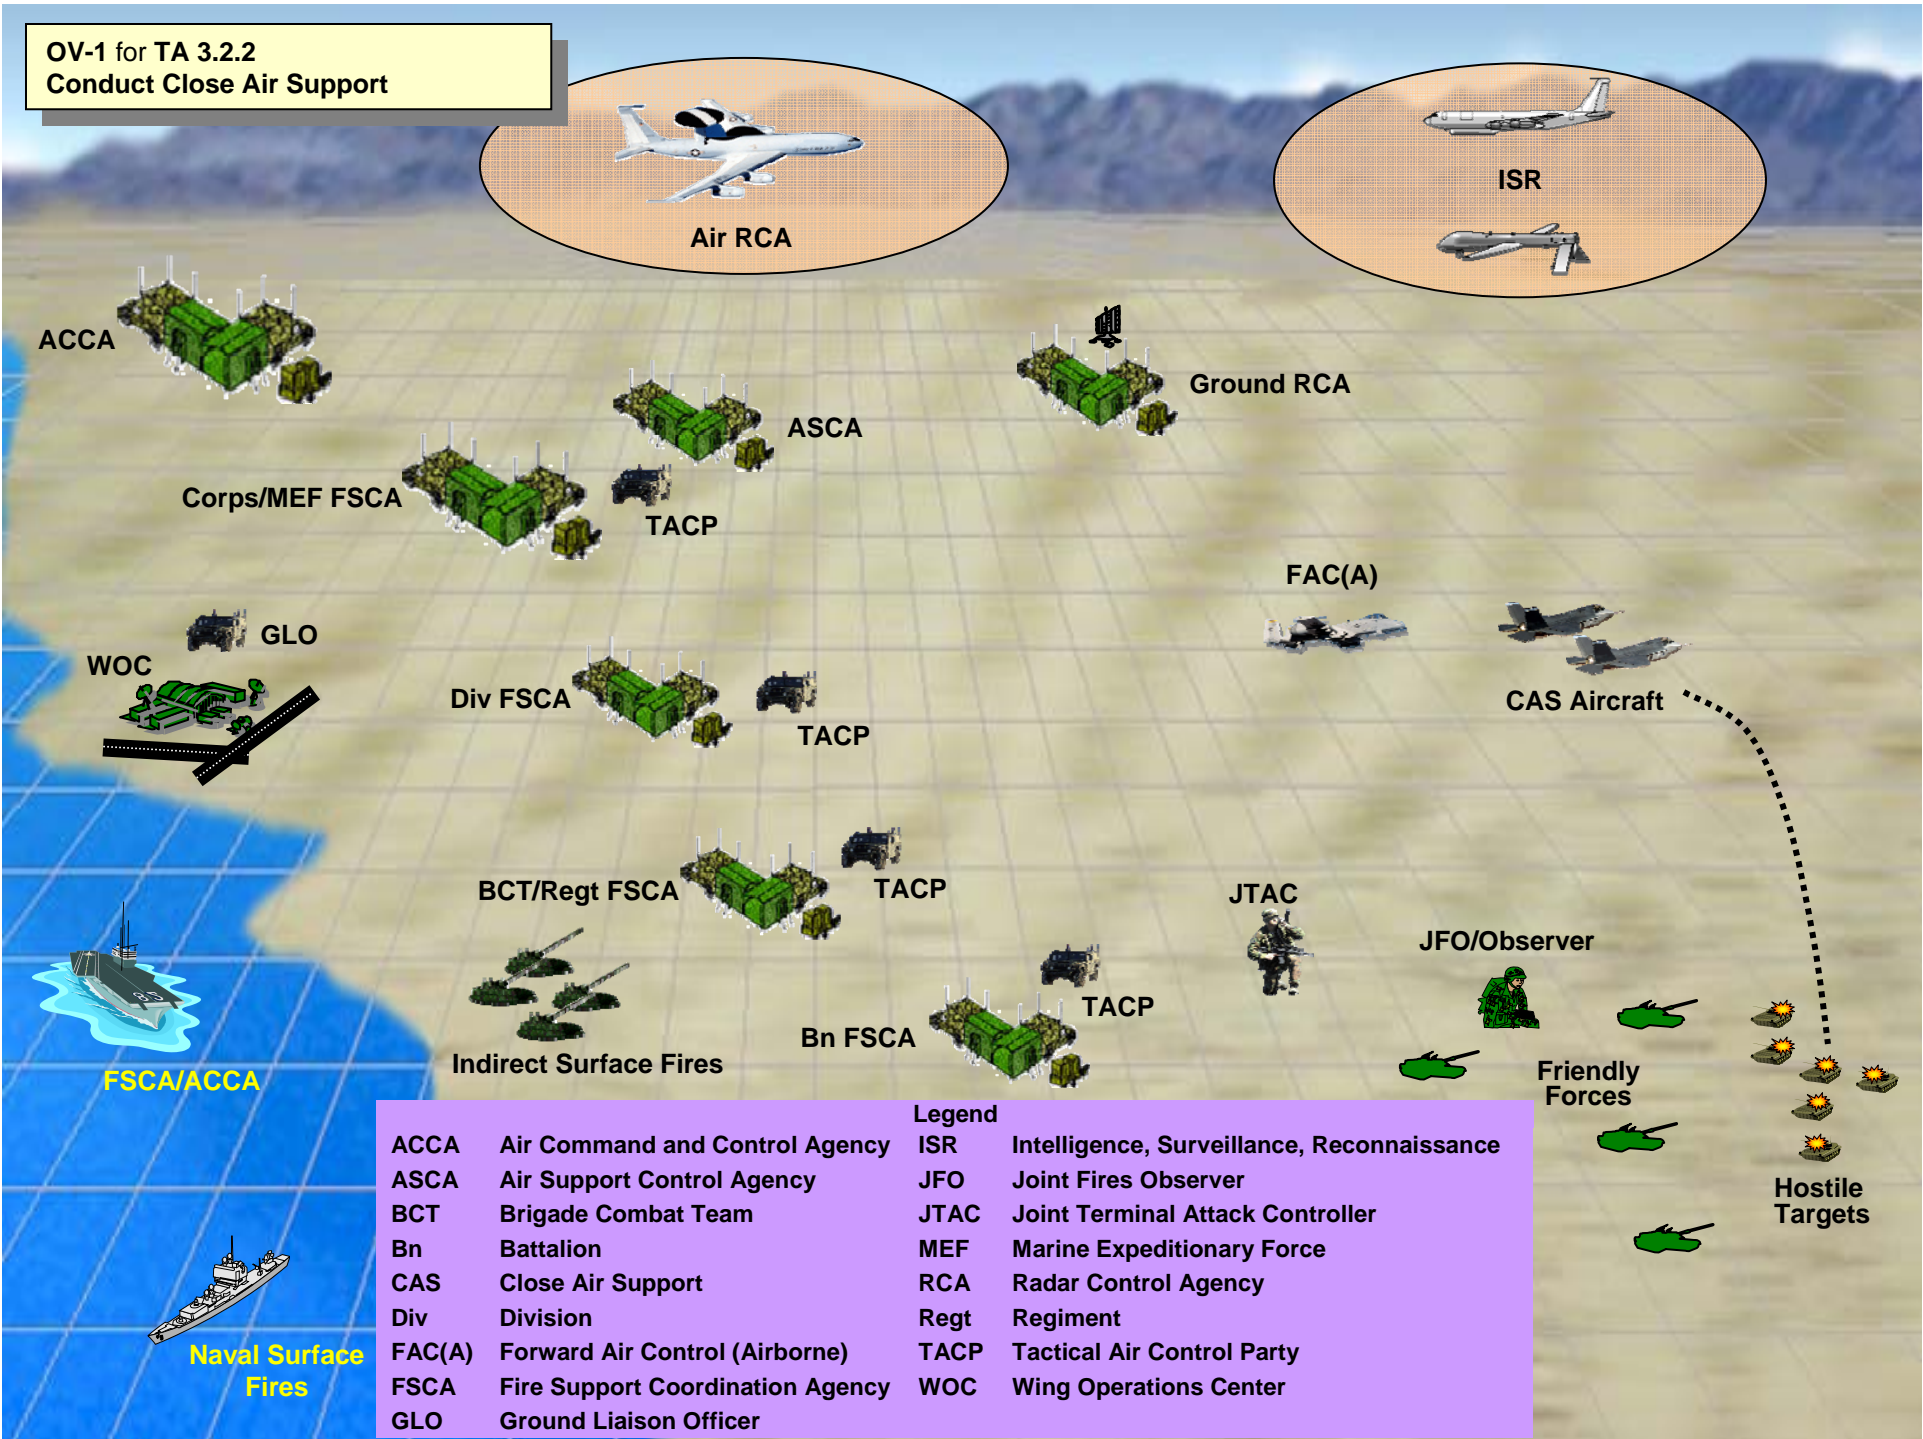 OV-1 for TA 3.2.2
Conduct Close Air Support
Air RCA
ISR
ACCA
Ground RCA
ASCA
Corps/MEF FSCA
TACP
FAC(A)
GLO
WOC
Div FSCA
TACP
CAS Aircraft
BCT/Regt FSCA
TACP
JTAC
JFO/Observer
TACP
Bn FSCA
Indirect Surface Fires
FSCA/ACCA
Friendly
Forces
Hostile
Targets
Naval Surface
Fires
Legend
ACCA Air Command and Control Agency
ASCA Air Support Control Agency
BCT Brigade Combat Team
Bn Battalion
CAS Close Air Support
Div Division
FAC(A) Forward Air Control (Airborne)
FSCA Fire Support Coordination Agency
GLO Ground Liaison Officer
ISR Intelligence, Surveillance, Reconnaissance
JFO Joint Fires Observer
JTAC Joint Terminal Attack Controller
MEF Marine Expeditionary Force
RCA Radar Control Agency
Regt Regiment
TACP Tactical Air Control Party
WOC Wing Operations Center